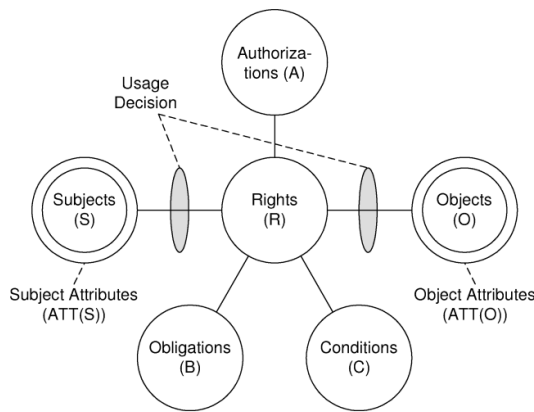 Authoriza-
tions (A)
Usage
Decision
Subjects
(S)
Rights
(R)
Objects
(O)
Subject Attributes
(ATT(S))
Object Attributes
(ATT(O))
Obligations
(B)
Conditions
(C)